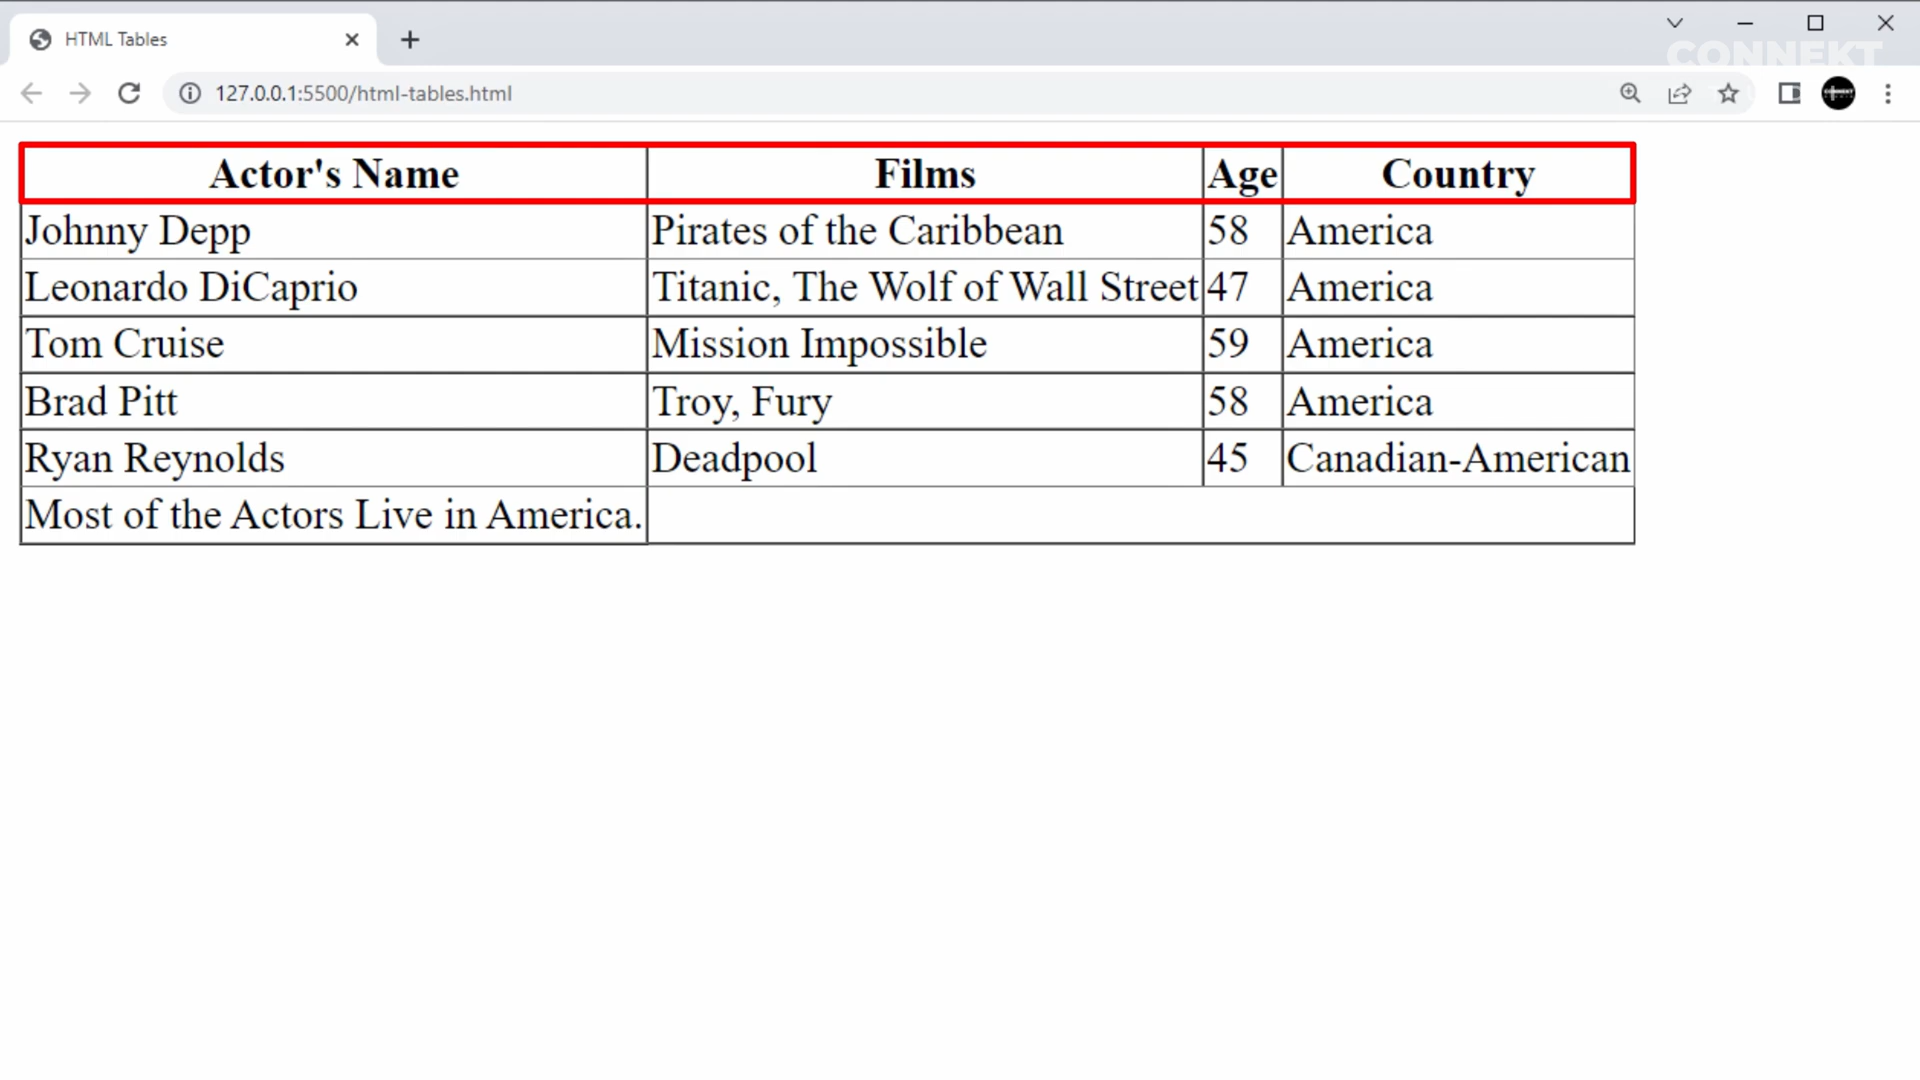 HTML Tables
CONNEKT
127.0.0.1:5500/html-tables.html
Actor's Name Films Age Country
Johnny Depp Pirates of the Caribbean 58 America
Leonardo DiCaprio Titanic, The Wolf of Wall Street 47 America
Tom Cruise Mission Impossible 59 America
Brad Pitt Troy, Fury 58 America
Ryan Reynolds Deadpool 45 Canadian-American
Most of the Actors Live in America.